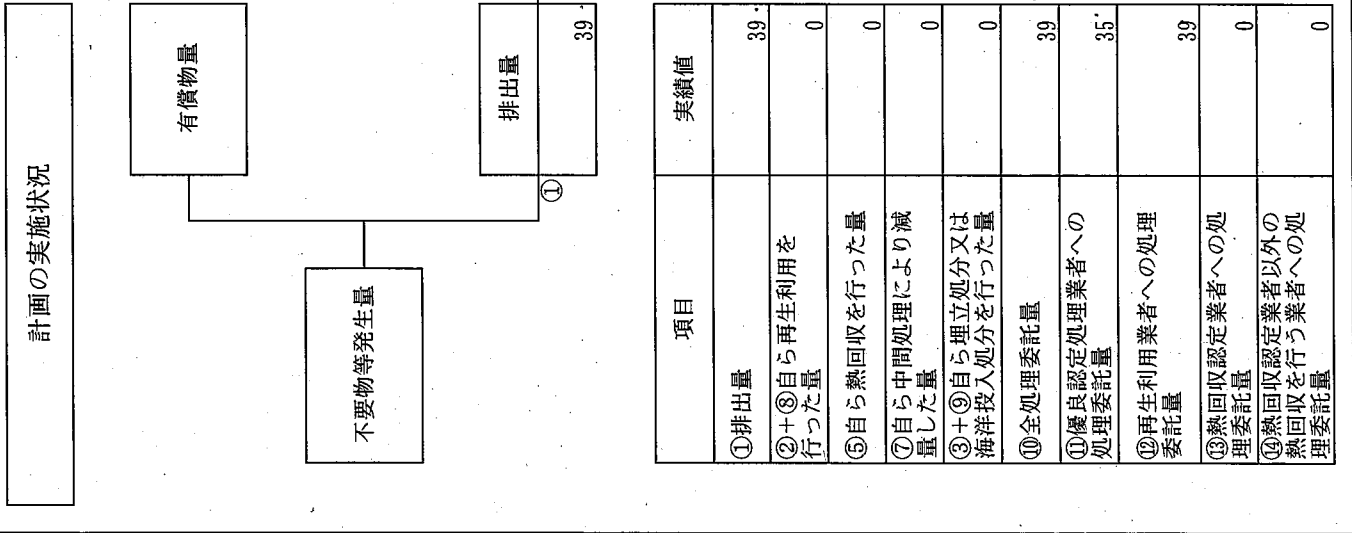 計画の実施状況
有償物量
不要物等発生量
排出量
①
39
項目
実績値
①排出量
39
②+⑧自ら再生利用を
行った量
0
⑤自ら熱回収を行った量
0
⑦自ら中間処理により減
量した量
0
③+⑨自ら埋立処分又は
海洋投入処分を行った量
0
⑩全処理委託量
39
⑪優良認定処理業者への
処理委託量
35
⑫再生利用業者への処理
委託量
39
⑬熱回収認定業者への処
理委託量
0
⑭熱回収認定業者以外の
熱回収を行う業者への処
理委託量
0